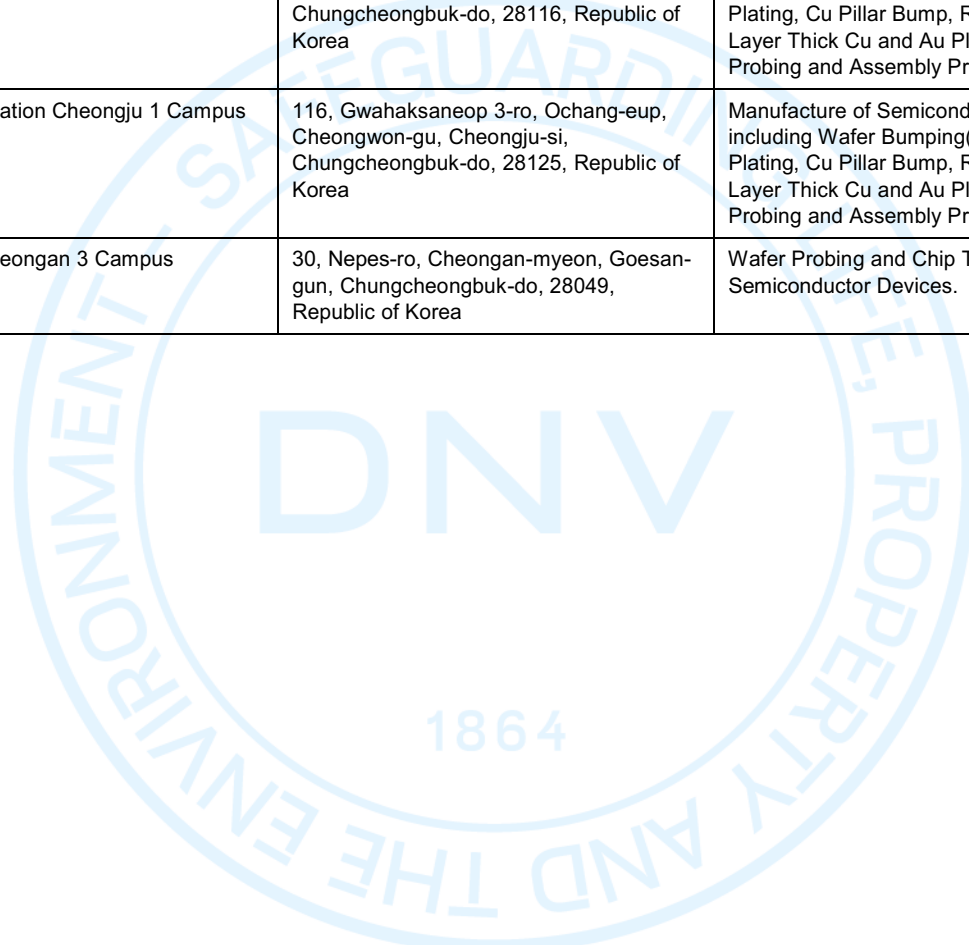 Chungcheongbuk-do, 28116, Republic of
Korea
Plating, Cu Pillar Bump, R
Layer Thick Cu and Au Pl
Probing and Assembly Pr
ation Cheongju 1 Campus
116, Gwahaksaneop 3-ro, Ochang-eup,
Cheongwon-gu, Cheongju-si,
Chungcheongbuk-do, 28125, Republic of
Korea
Manufacture of Semicond
including Wafer Bumping(
Plating, Cu Pillar Bump, R
Layer Thick Cu and Au Pl
Probing and Assembly Pr
eongan 3 Campus
30, Nepes-ro, Cheongan-myeon, Goesan-
gun, Chungcheongbuk-do, 28049,
Republic of Korea
Wafer Probing and Chip T
Semiconductor Devices.
SAFEGUARDING LIFE, PROPERTY AND THE ENVIRONMENT –
DNV
1864